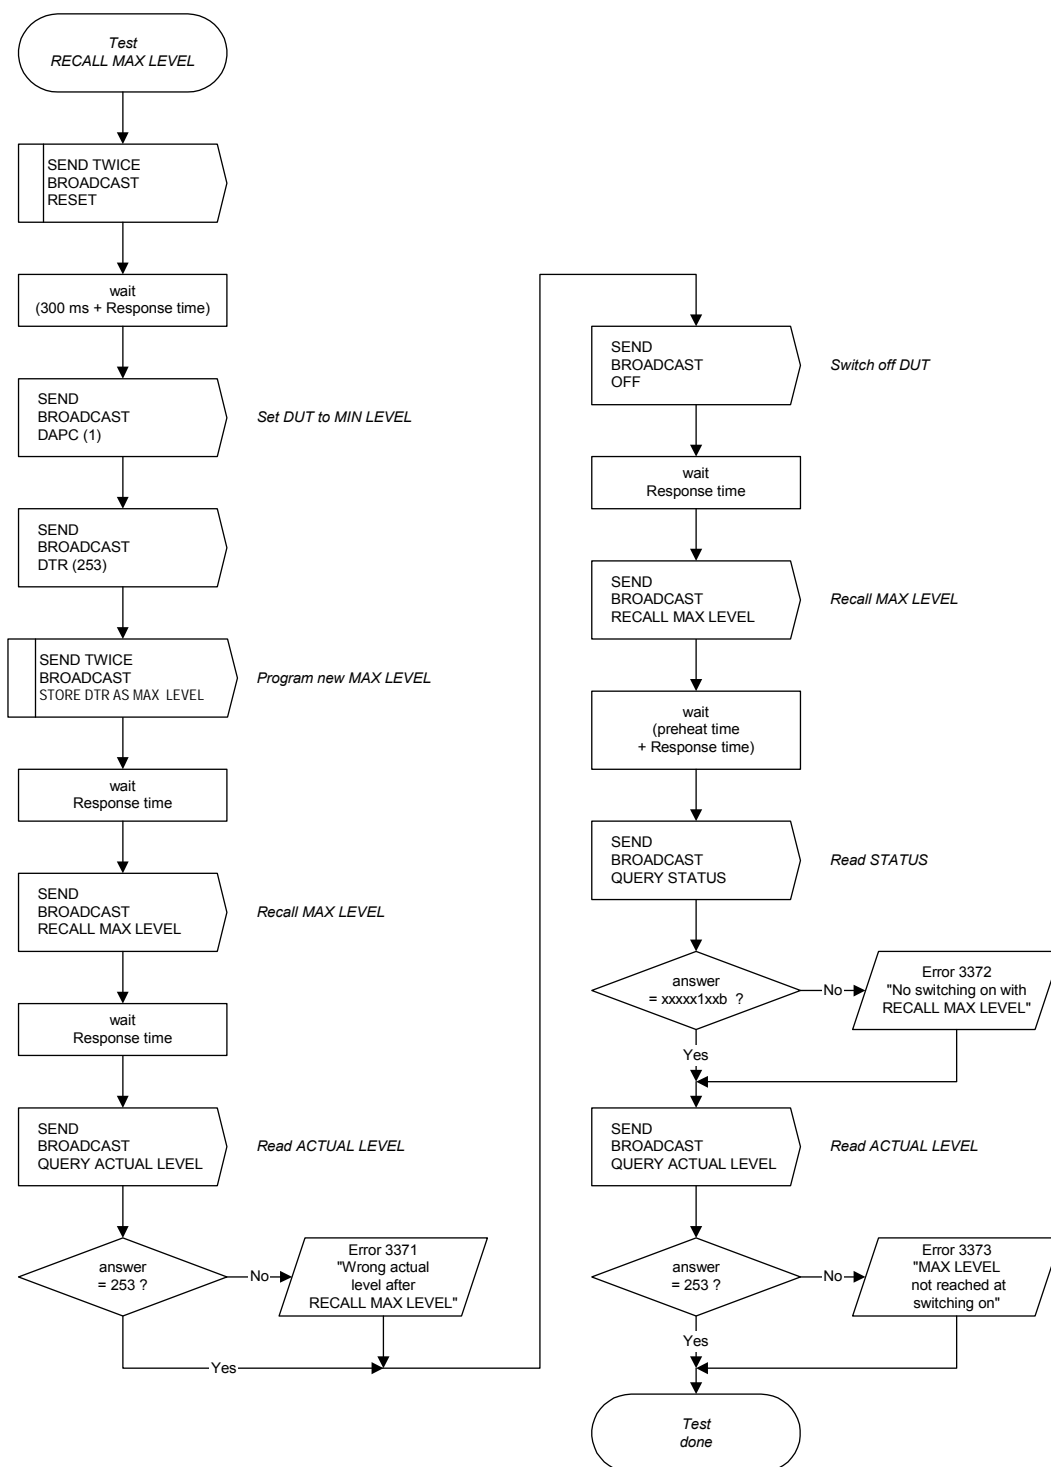 Test
RECALL MAX LEVEL
SEND TWICE
BROADCAST
RESET
wait
(300 ms + Response time)
SEND
BROADCAST
DAPC (1)
Set DUT to MIN LEVEL
SEND
BROADCAST
DTR (253)
SEND TWICE
BROADCAST
STORE DTR AS MAX LEVEL
Program new MAX LEVEL
wait
Response time
SEND
BROADCAST
RECALL MAX LEVEL
Recall MAX LEVEL
wait
Response time
SEND
BROADCAST
QUERY ACTUAL LEVEL
Read ACTUAL LEVEL
answer
= 253 ?
No
Error 3371
"Wrong actual
level after
RECALL MAX LEVEL"
Yes
SEND
BROADCAST
OFF
Switch off DUT
wait
Response time
SEND
BROADCAST
RECALL MAX LEVEL
Recall MAX LEVEL
wait
(preheat time
+ Response time)
SEND
BROADCAST
QUERY STATUS
Read STATUS
answer
= xxxxx1xxb ?
No
Error 3372
"No switching on with
RECALL MAX LEVEL"
Yes
SEND
BROADCAST
QUERY ACTUAL LEVEL
Read ACTUAL LEVEL
answer
= 253 ?
No
Error 3373
"MAX LEVEL
not reached at
switching on"
Yes
Test
done